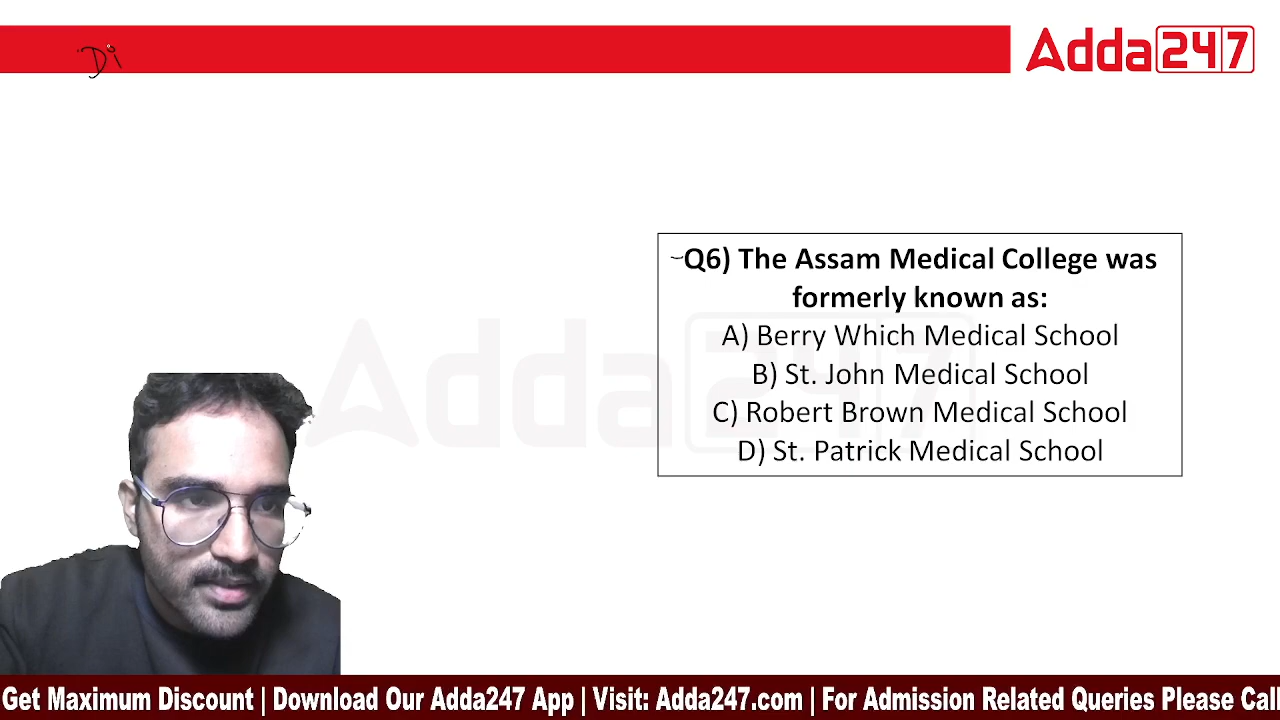 Di
Adda247
Q6) The Assam Medical College was
formerly known as:
A) Berry Which Medical School
B) St. John Medical School
C) Robert Brown Medical School
D) St. Patrick Medical School
Adda247
Get Maximum Discount | Download Our Adda247 App | Visit: Adda247.com | For Admission Related Queries Please Call